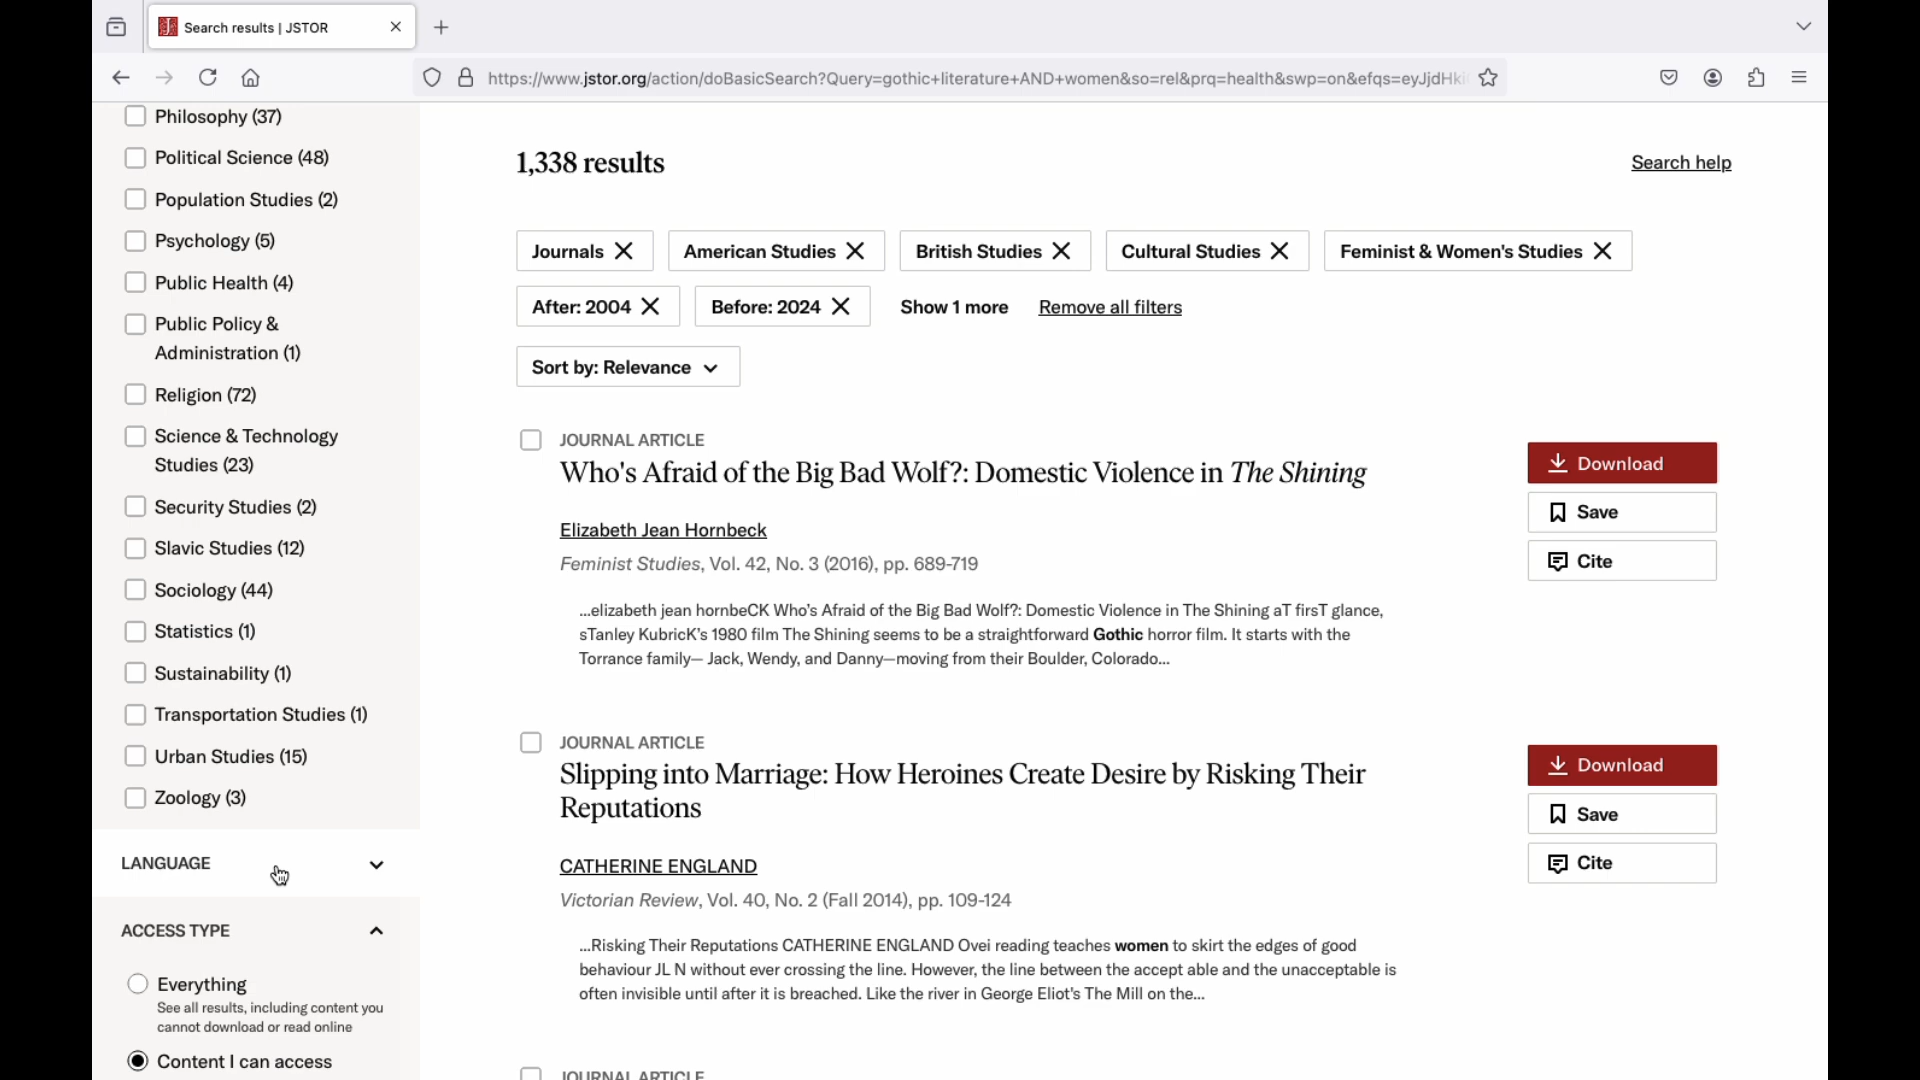 Search results | JSTOR
https://www.jstor.org/action/doBasicSearch?Query=gothic+literature+AND+women&so=rel&prq=health&swp=on&efqs=eyJjdHki
Philosophy (37)
Political Science (48)
Population Studies (2)
Psychology (5)
Public Health (4)
Public Policy &
Administration (1)
Religion (72)
Science & Technology
Studies (23)
Security Studies (2)
Slavic Studies (12)
Sociology (44)
Statistics (1)
Sustainability (1)
Transportation Studies (1)
Urban Studies (15)
Zoology (3)
LANGUAGE
ACCESS TYPE
Everything
See all results, including content you
cannot download or read online
Content I can access
1,338 results
Search help
Journals
American Studies
British Studies
Cultural Studies
Feminist & Women's Studies
After: 2004
Before: 2024
Show 1 more
Remove all filters
Sort by: Relevance
JOURNAL ARTICLE
Who's Afraid of the Big Bad Wolf?: Domestic Violence in The Shining
Elizabeth Jean Hornbeck
Feminist Studies, Vol. 42, No. 3 (2016), pp. 689-719
...elizabeth jean hornbeCK Who's Afraid of the Big Bad Wolf?: Domestic Violence in The Shining aT firsT glance,
sTanley KubricK's 1980 film The Shining seems to be a straightforward Gothic horror film. It starts with the
Torrance family— Jack, Wendy, and Danny—moving from their Boulder, Colorado...
Download
Save
Cite
JOURNAL ARTICLE
Slipping into Marriage: How Heroines Create Desire by Risking Their
Reputations
CATHERINE ENGLAND
Victorian Review, Vol. 40, No. 2 (Fall 2014), pp. 109-124
...Risking Their Reputations CATHERINE ENGLAND Ovei reading teaches women to skirt the edges of good
behaviour JL N without ever crossing the line. However, the line between the accept able and the unacceptable is
often invisible until after it is breached. Like the river in George Eliot's The Mill on the...
Download
Save
Cite
JOURNAL ARTICLE